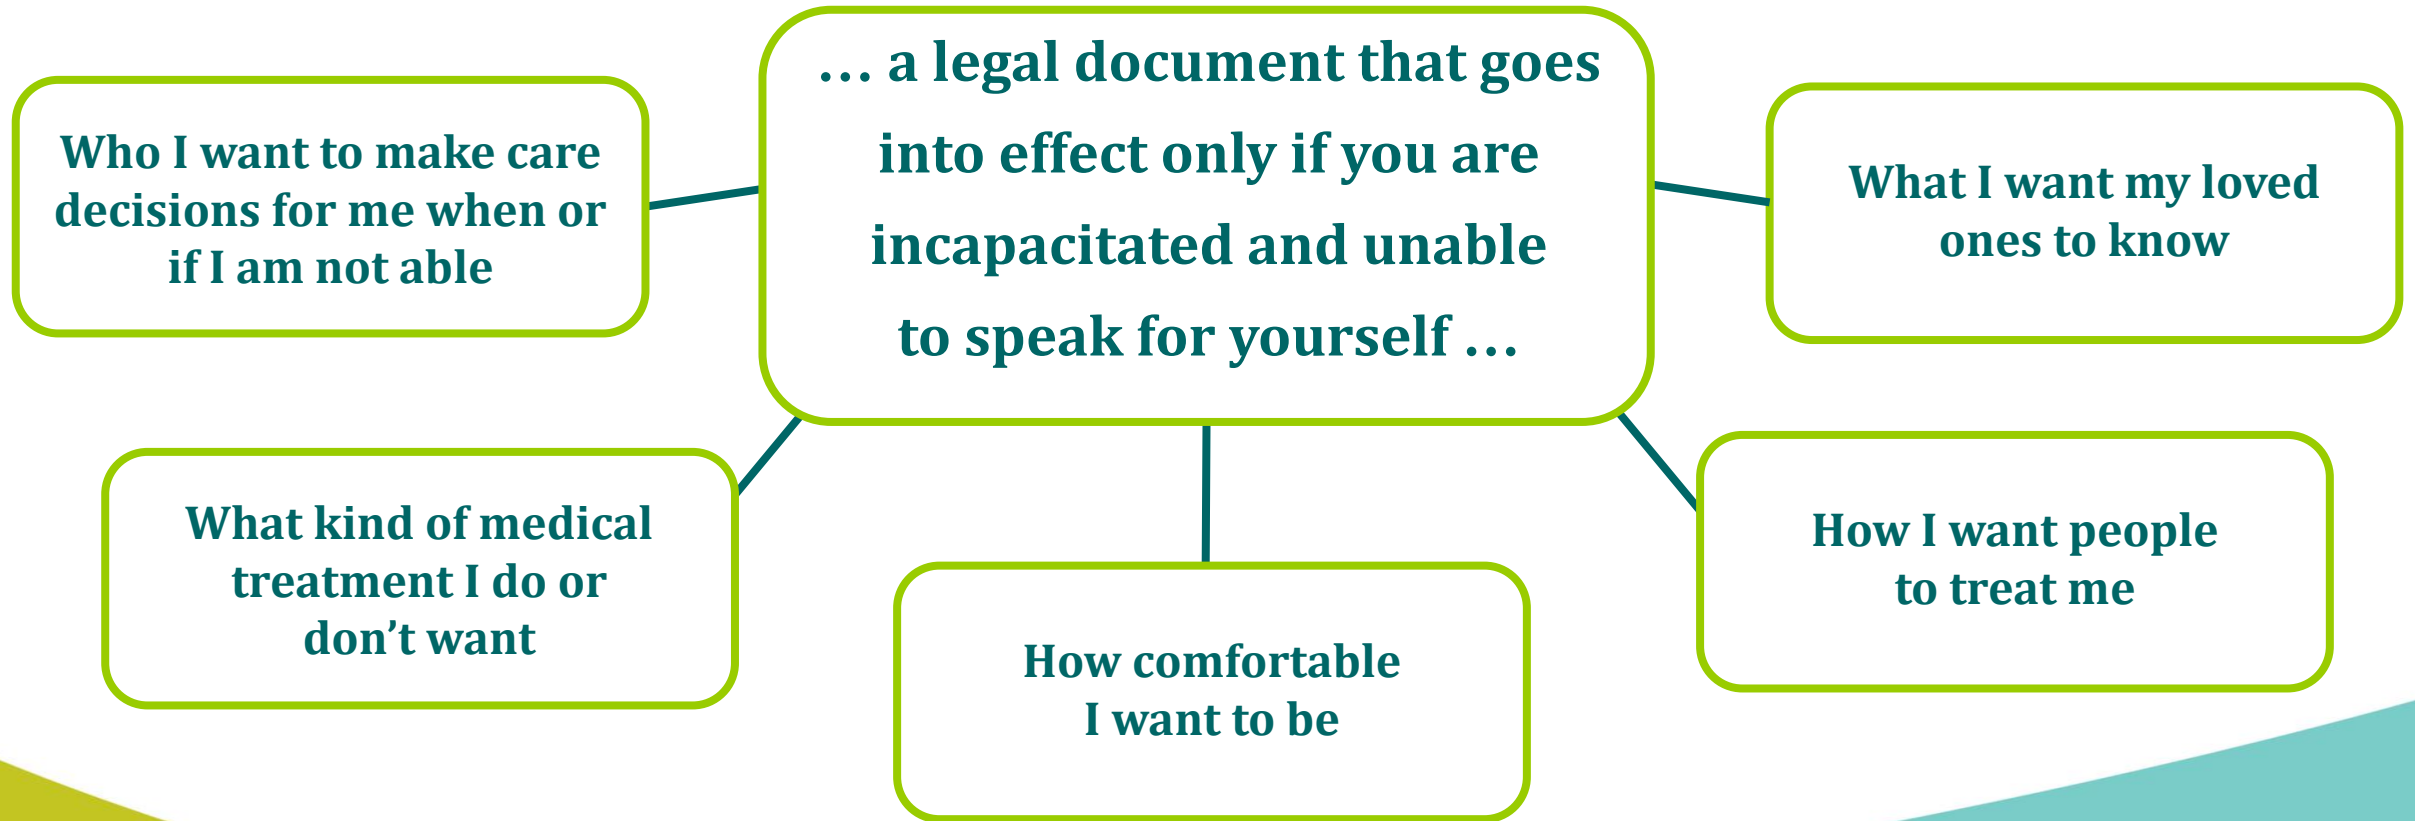 … a legal document that goes
into effect only if you are
incapacitated and unable
to speak for yourself …
Who I want to make care
decisions for me when or
if I am not able
What kind of medical
treatment I do or
don’t want
How comfortable
I want to be
How I want people
to treat me
What I want my loved
ones to know